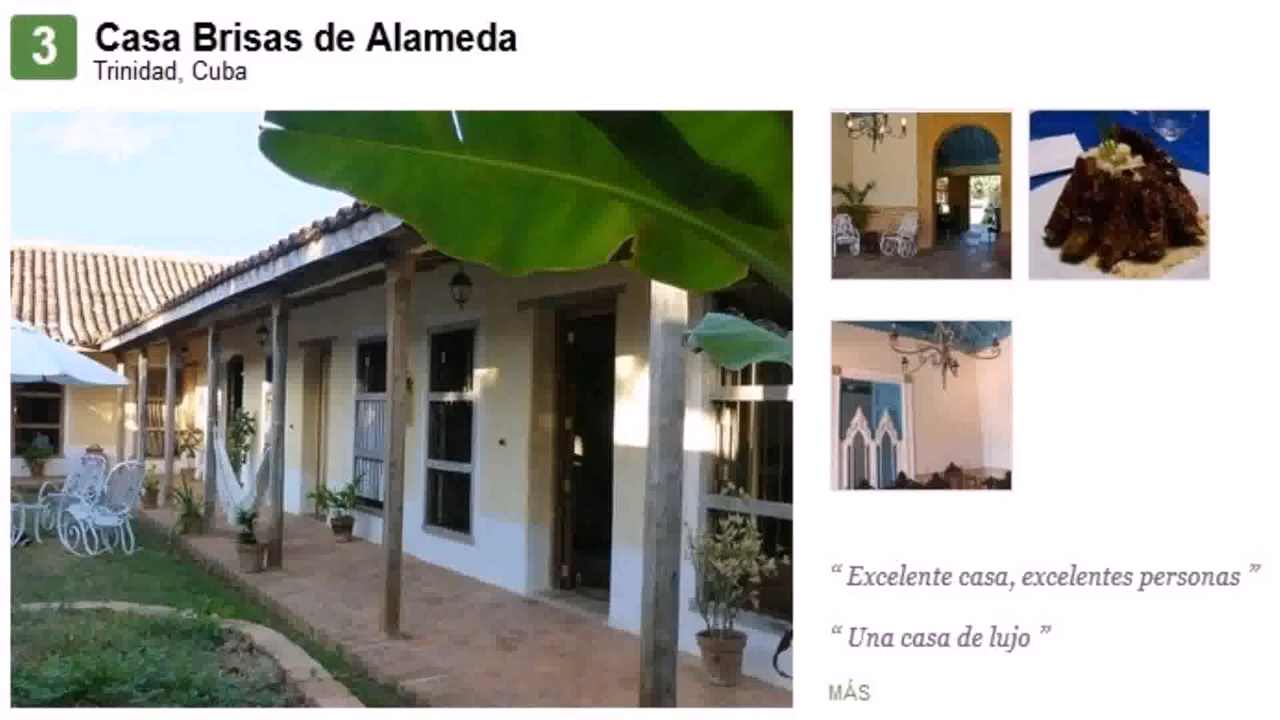 3
Casa Brisas de Alameda
Trinidad, Cuba
“ Excelente casa, excelentes personas ”
“ Una casa de lujo ”
MÁS